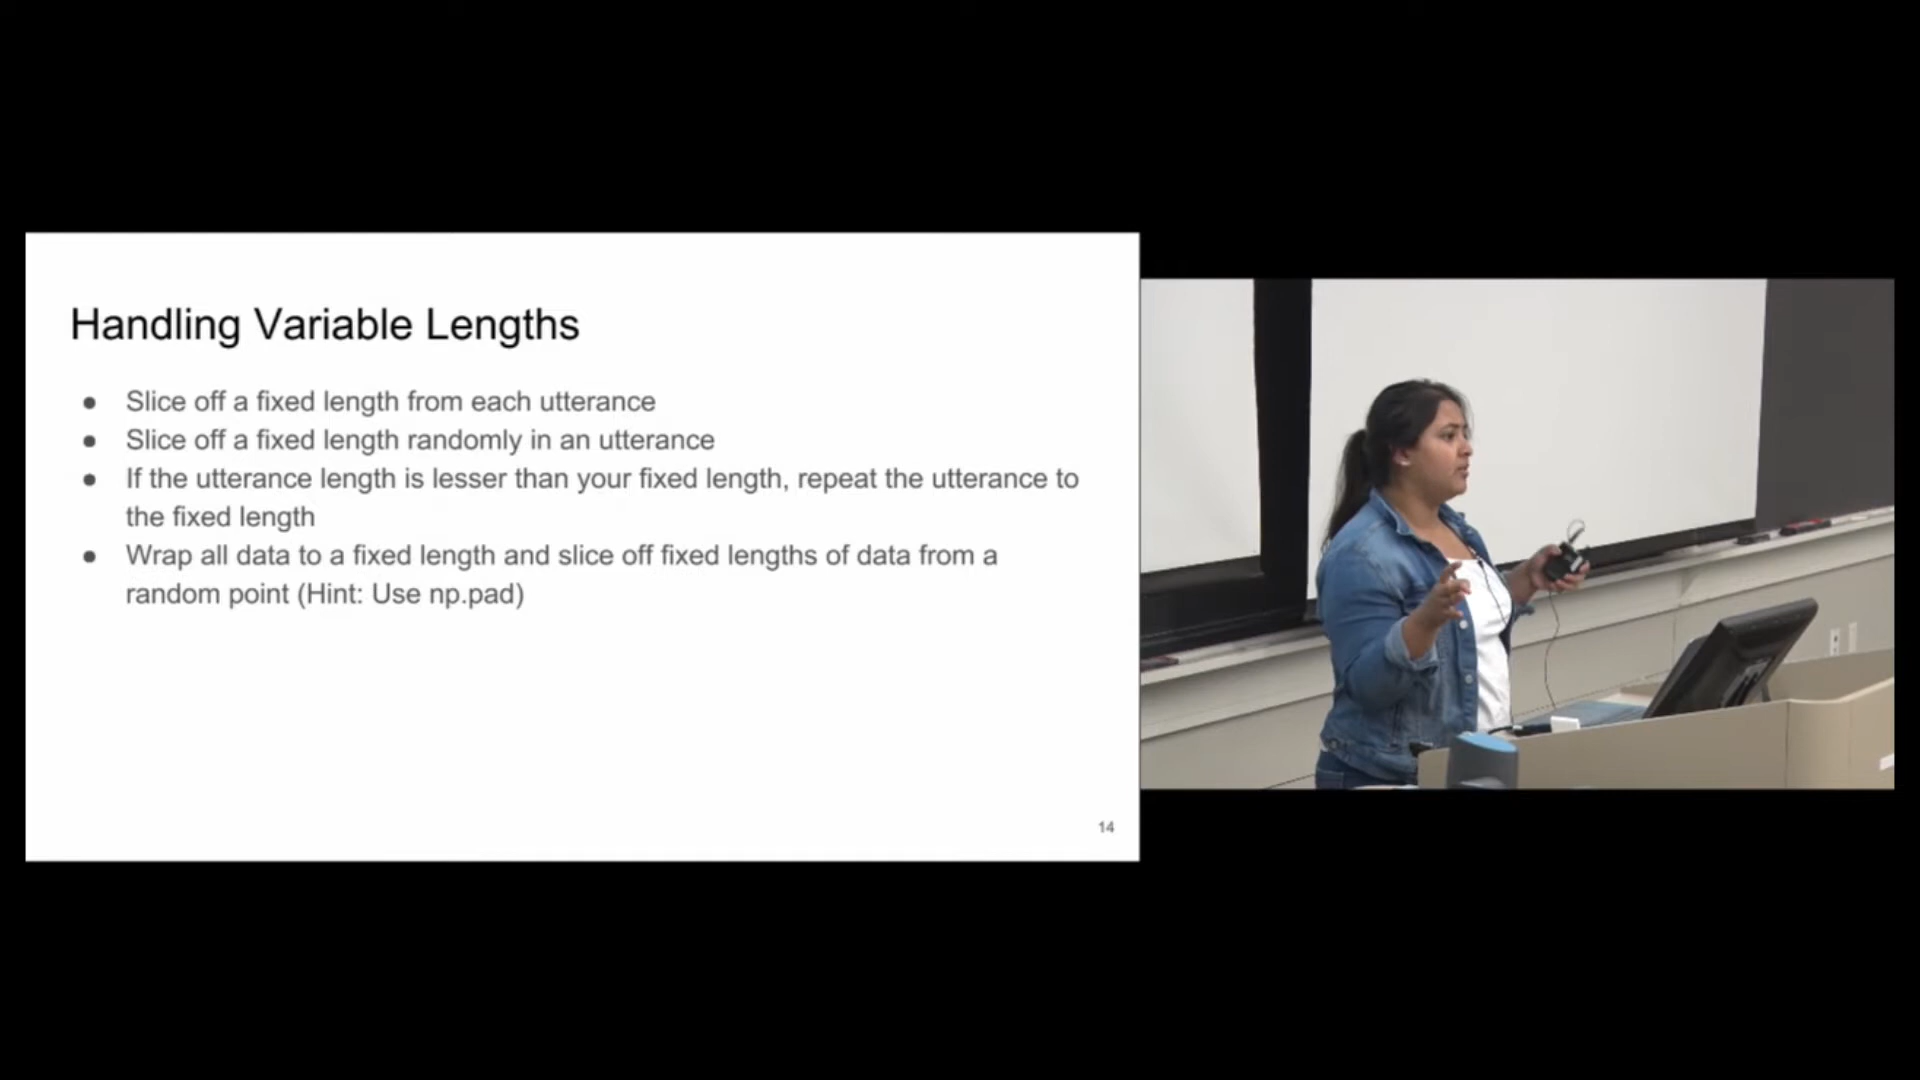 Handling Variable Lengths
● Slice off a fixed length from each utterance
● Slice off a fixed length randomly in an utterance
● If the utterance length is lesser than your fixed length, repeat the utterance to
the fixed length
● Wrap all data to a fixed length and slice off fixed lengths of data from a
random point (Hint: Use np.pad)
14